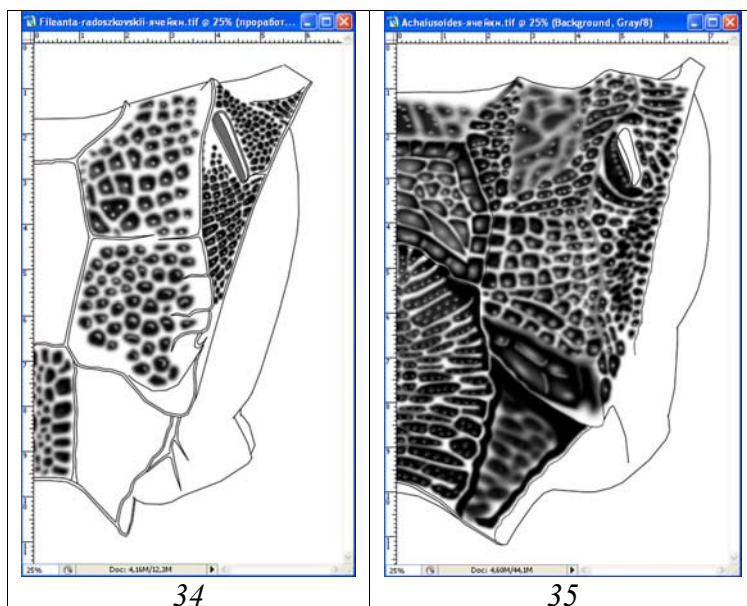 Fileanta-radoszkovskii-ячейки.tif @ 25% (проработ...
Achaiusoides-ячейки.tif @ 25% (Background, Gray/8)
25% Doc: 4,16M/12,3M
25% Doc: 4,60M/44,1M
34 35